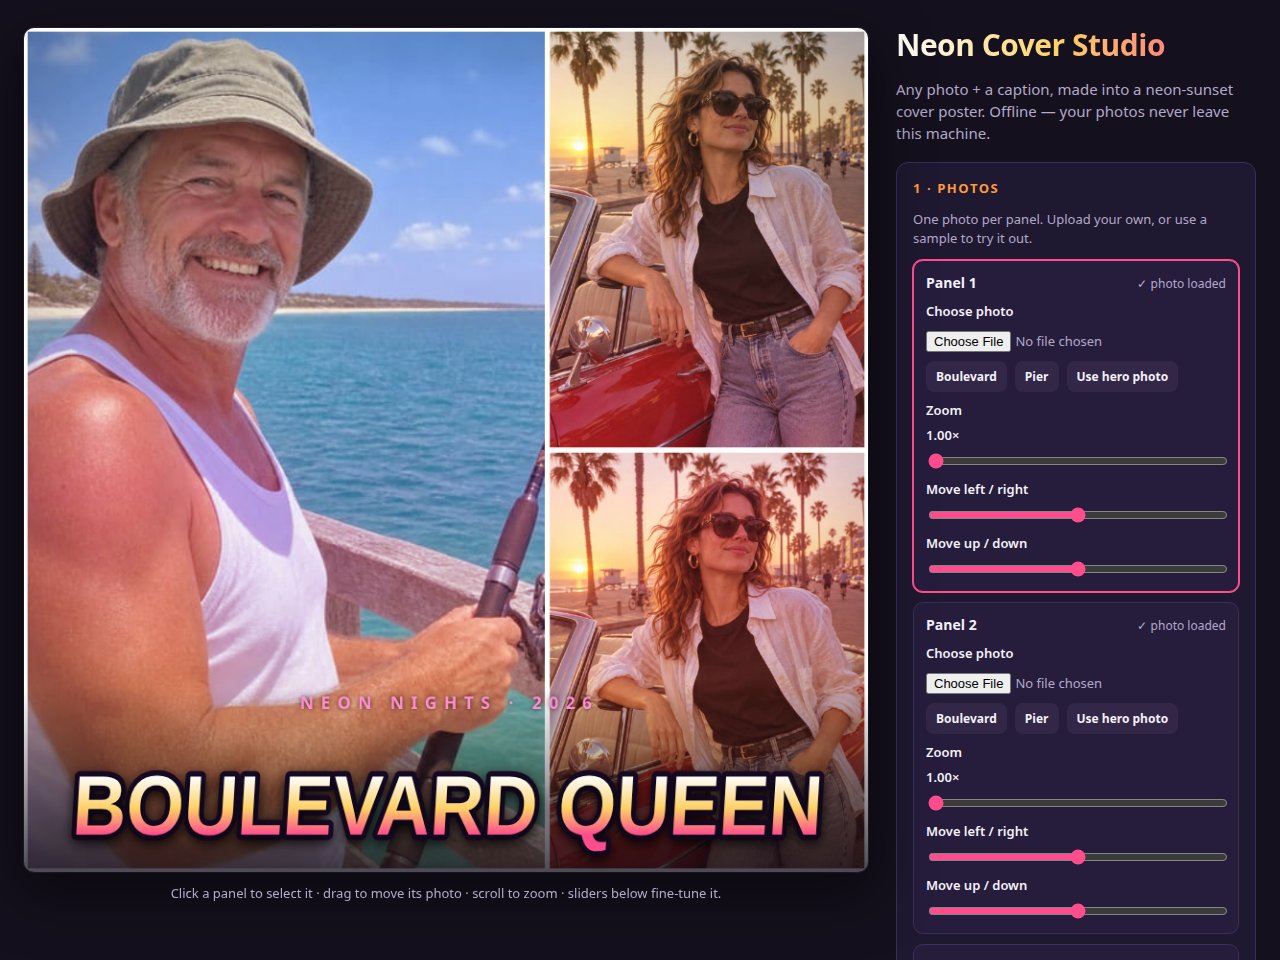 NEON NIGHTS · 2026
BOULEVARD QUEEN
Click a panel to select it · drag to move its photo · scroll to zoom · sliders below fine-tune it.
Neon Cover Studio
Any photo + a caption, made into a neon-sunset
cover poster. Offline — your photos never leave
this machine.
1 · PHOTOS
One photo per panel. Upload your own, or use a
sample to try it out.
Panel 1
✓ photo loaded
Choose photo
Choose File No file chosen
Boulevard
Pier
Use hero photo
Zoom
1.00×
Move left / right
Move up / down
Panel 2
✓ photo loaded
Choose photo
Choose File No file chosen
Boulevard
Pier
Use hero photo
Zoom
1.00×
Move left / right
Move up / down